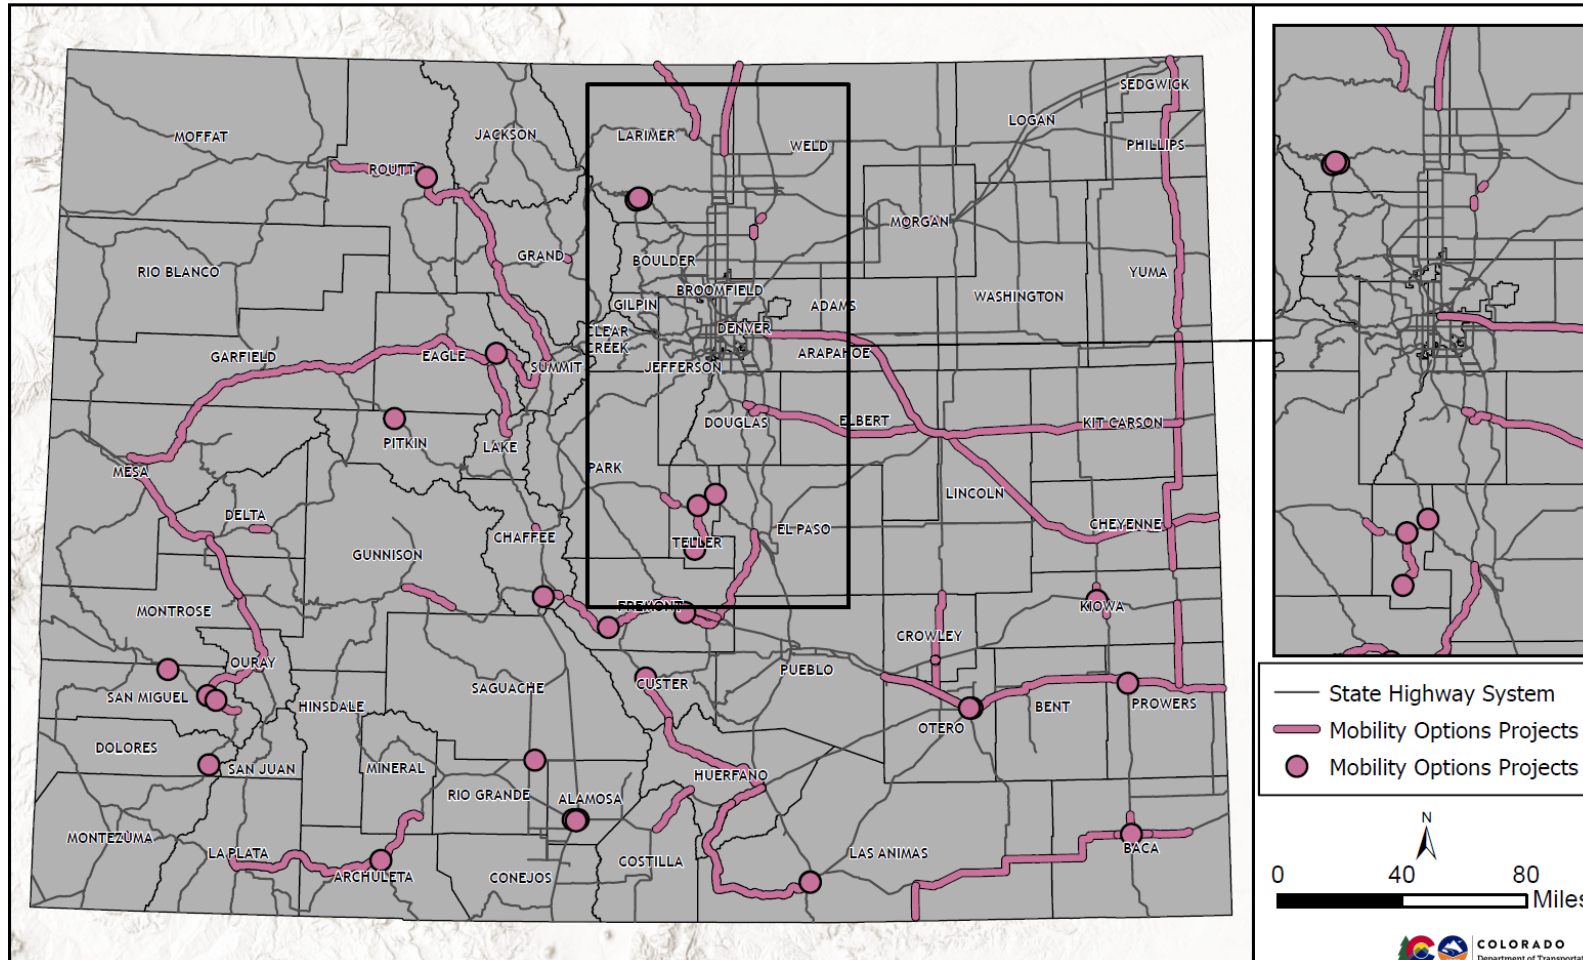 SEDGWICK
LOGAN
MOFFAT
JACKSON
LARIMER
WELD
PHILLIPS
ROUTT
MORGAN
GRAND
BOULDER
RIO BLANCO
YUMA
BROOMFIELD
WASHINGTON
GILPIN
ADAMS
CLEAR
CREEK
DENVER
GARFIELD
EAGLE
SUMMIT
ARAPAHOE
JEFFERSON
DOUGLAS
ELBERT
KIT CARSON
PITKIN
LAKE
PARK
MESA
LINCOLN
DELTA
CHEYENNE
EL PASO
CHAFFEE
TELLER
GUNNISON
MONTROSE
FREMONT
KIOWA
CROWLEY
OURAY
PUEBLO
CUSTER
SAGUACHE
SAN MIGUEL
HINSDALE
BENT
PROWERS
OTERO
DOLORES
SAN JUAN
MINERAL
HUERFANO
RIO GRANDE
ALAMOSA
MONTEZUMA
LA PLATA
LAS ANIMAS
BACA
COSTILLA
ARCHULETA
CONEJOS
State Highway System
Mobility Options Projects
Mobility Options Projects
N
0 40 80
Miles
COLORADO
Department of Transportat